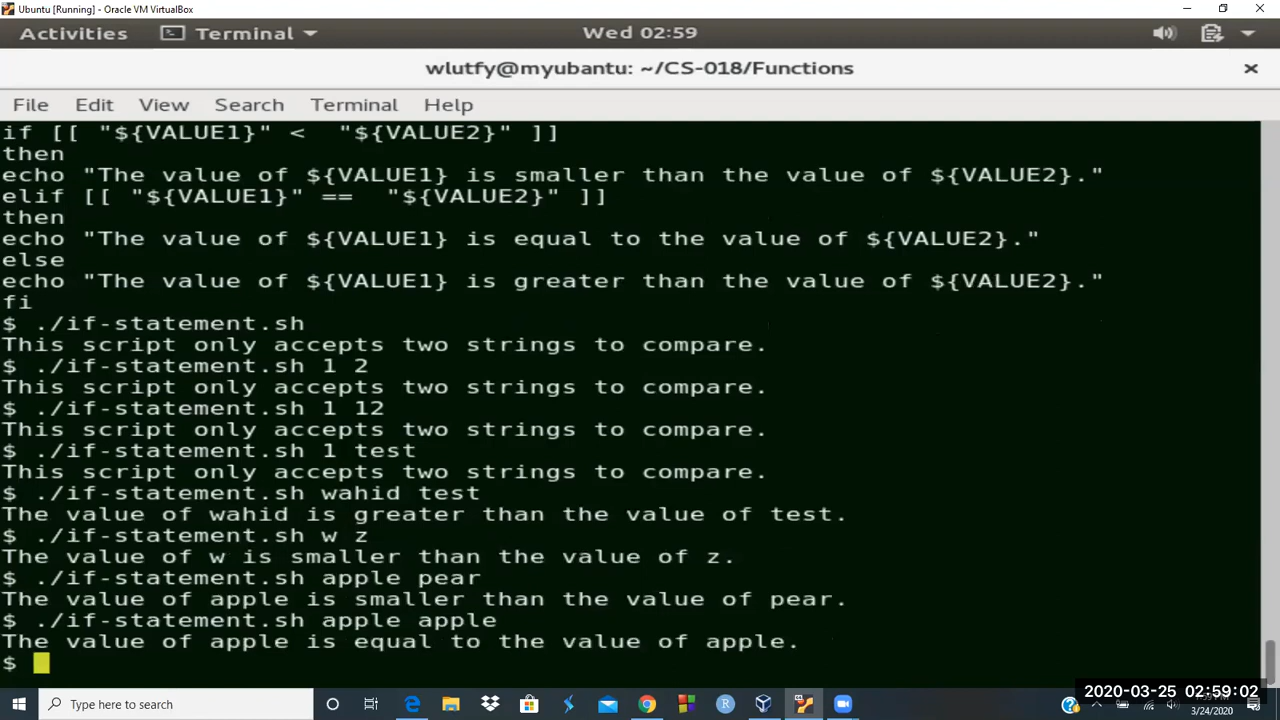 Ubuntu [Running] - Oracle VM VirtualBox
Activities Terminal Wed 02:59
wlutfy@myubantu: ~/CS-018/Functions
File Edit View Search Terminal Help
if [[ "${VALUE1}" <  "${VALUE2}" ]]
then
echo "The value of ${VALUE1} is smaller than the value of ${VALUE2}."
elif [[ "${VALUE1}" ==  "${VALUE2}" ]]
then
echo "The value of ${VALUE1} is equal to the value of ${VALUE2}."
else
echo "The value of ${VALUE1} is greater than the value of ${VALUE2}."
fi
$ ./if-statement.sh
This script only accepts two strings to compare.
$ ./if-statement.sh 1 2
This script only accepts two strings to compare.
$ ./if-statement.sh 1 12
This script only accepts two strings to compare.
$ ./if-statement.sh 1 test
This script only accepts two strings to compare.
$ ./if-statement.sh wahid test
The value of wahid is greater than the value of test.
$ ./if-statement.sh w z
The value of w is smaller than the value of z.
$ ./if-statement.sh apple pear
The value of apple is smaller than the value of pear.
$ ./if-statement.sh apple apple
The value of apple is equal to the value of apple.
$
Type here to search
2020-03-25 02:59:02
3/24/2020